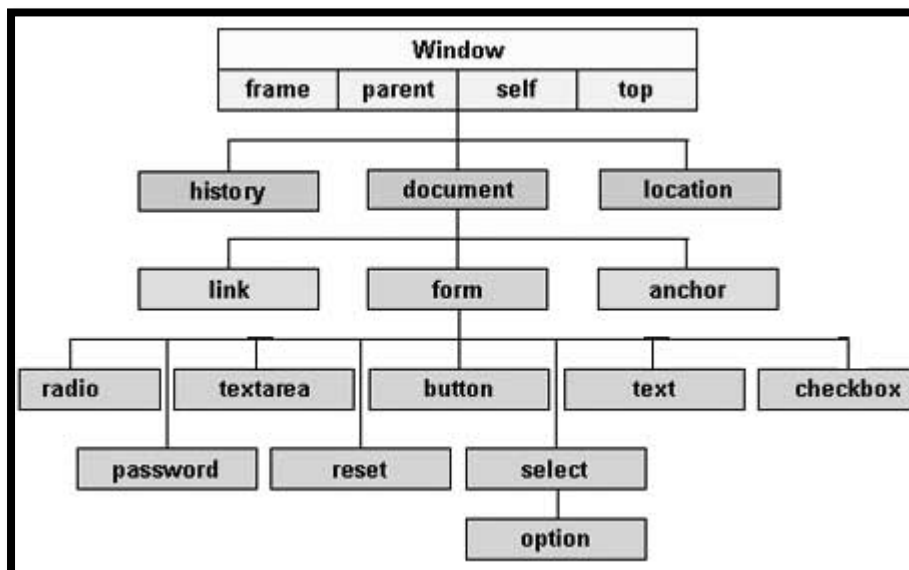 Window
frame parent self top
history document location
link form anchor
radio textarea button text checkbox
password reset select
option